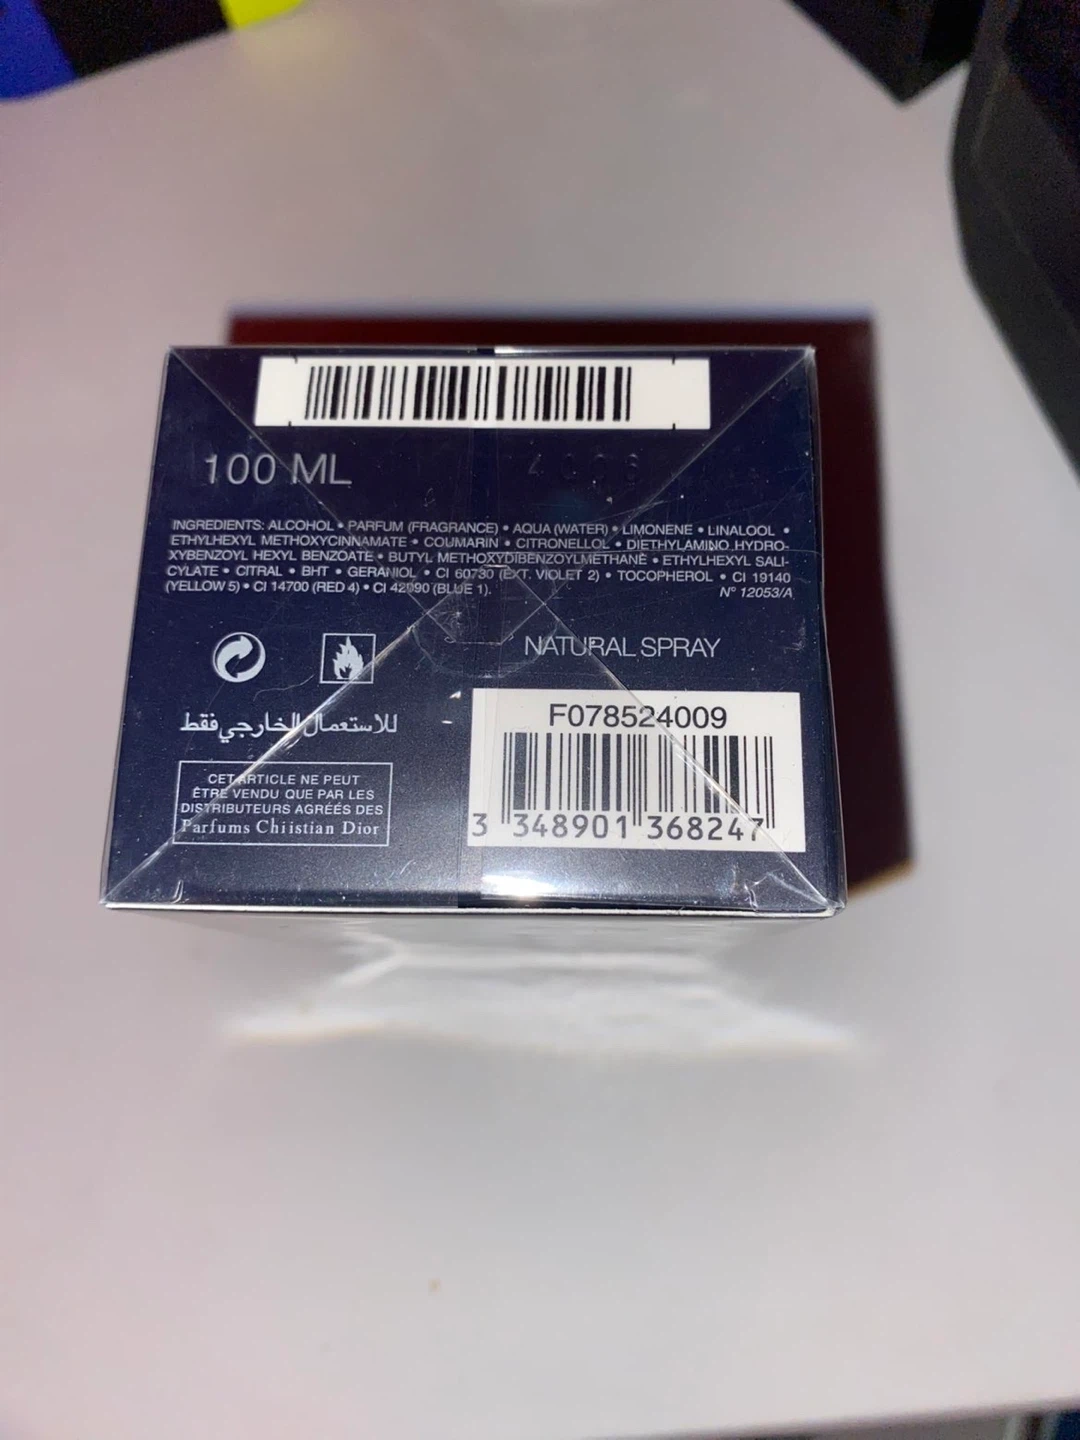 100 ML
4006
INGREDIENTS: ALCOHOL • PARFUM (FRAGRANCE) • AQUA (WATER) • LIMONENE • LINALOOL •
ETHYLHEXYL METHOXYCINNAMATE • COUMARIN • CITRONELLOL • DIETHYLAMINO HYDRO-
XYBENZOYL HEXYL BENZOATE • BUTYL METHOXYDIBENZOYLMETHANE • ETHYLHEXYL SALI-
CYLATE • CITRAL • BHT • GERANIOL • CI 60730 (EXT. VIOLET 2) • TOCOPHEROL • CI 19140
(YELLOW 5) • CI 14700 (RED 4) • CI 42090 (BLUE 1).
N° 12053/A
NATURAL SPRAY
للاستعمال الخارجي فقط
CET ARTICLE NE PEUT
ÊTRE VENDU QUE PAR LES
DISTRIBUTEURS AGRÉÉS DES
Parfums Chiistian Dior
F078524009
3 348901 368247